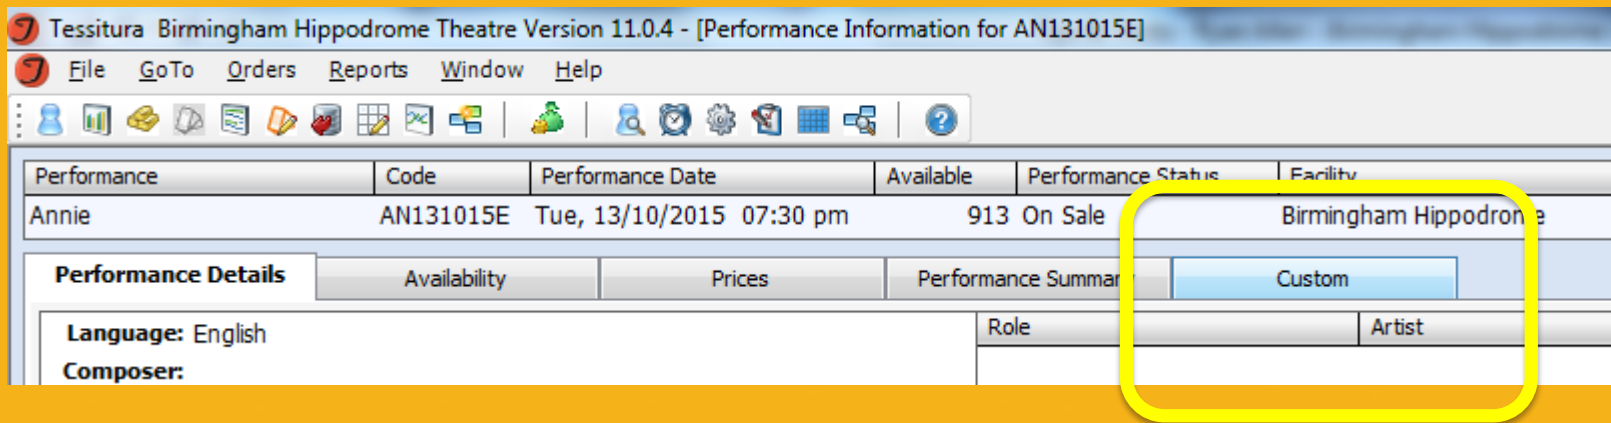 Tessitura Birmingham Hippodrome Theatre Version 11.0.4 - [Performance Information for AN131015E]
File GoTo Orders Reports Window Help
Performance Code Performance Date Available Performance Status Facility
Annie AN131015E Tue, 13/10/2015 07:30 pm 913 On Sale Birmingham Hippodrome
Performance Details Availability Prices Performance Summary Custom
Language: English Role Artist
Composer: